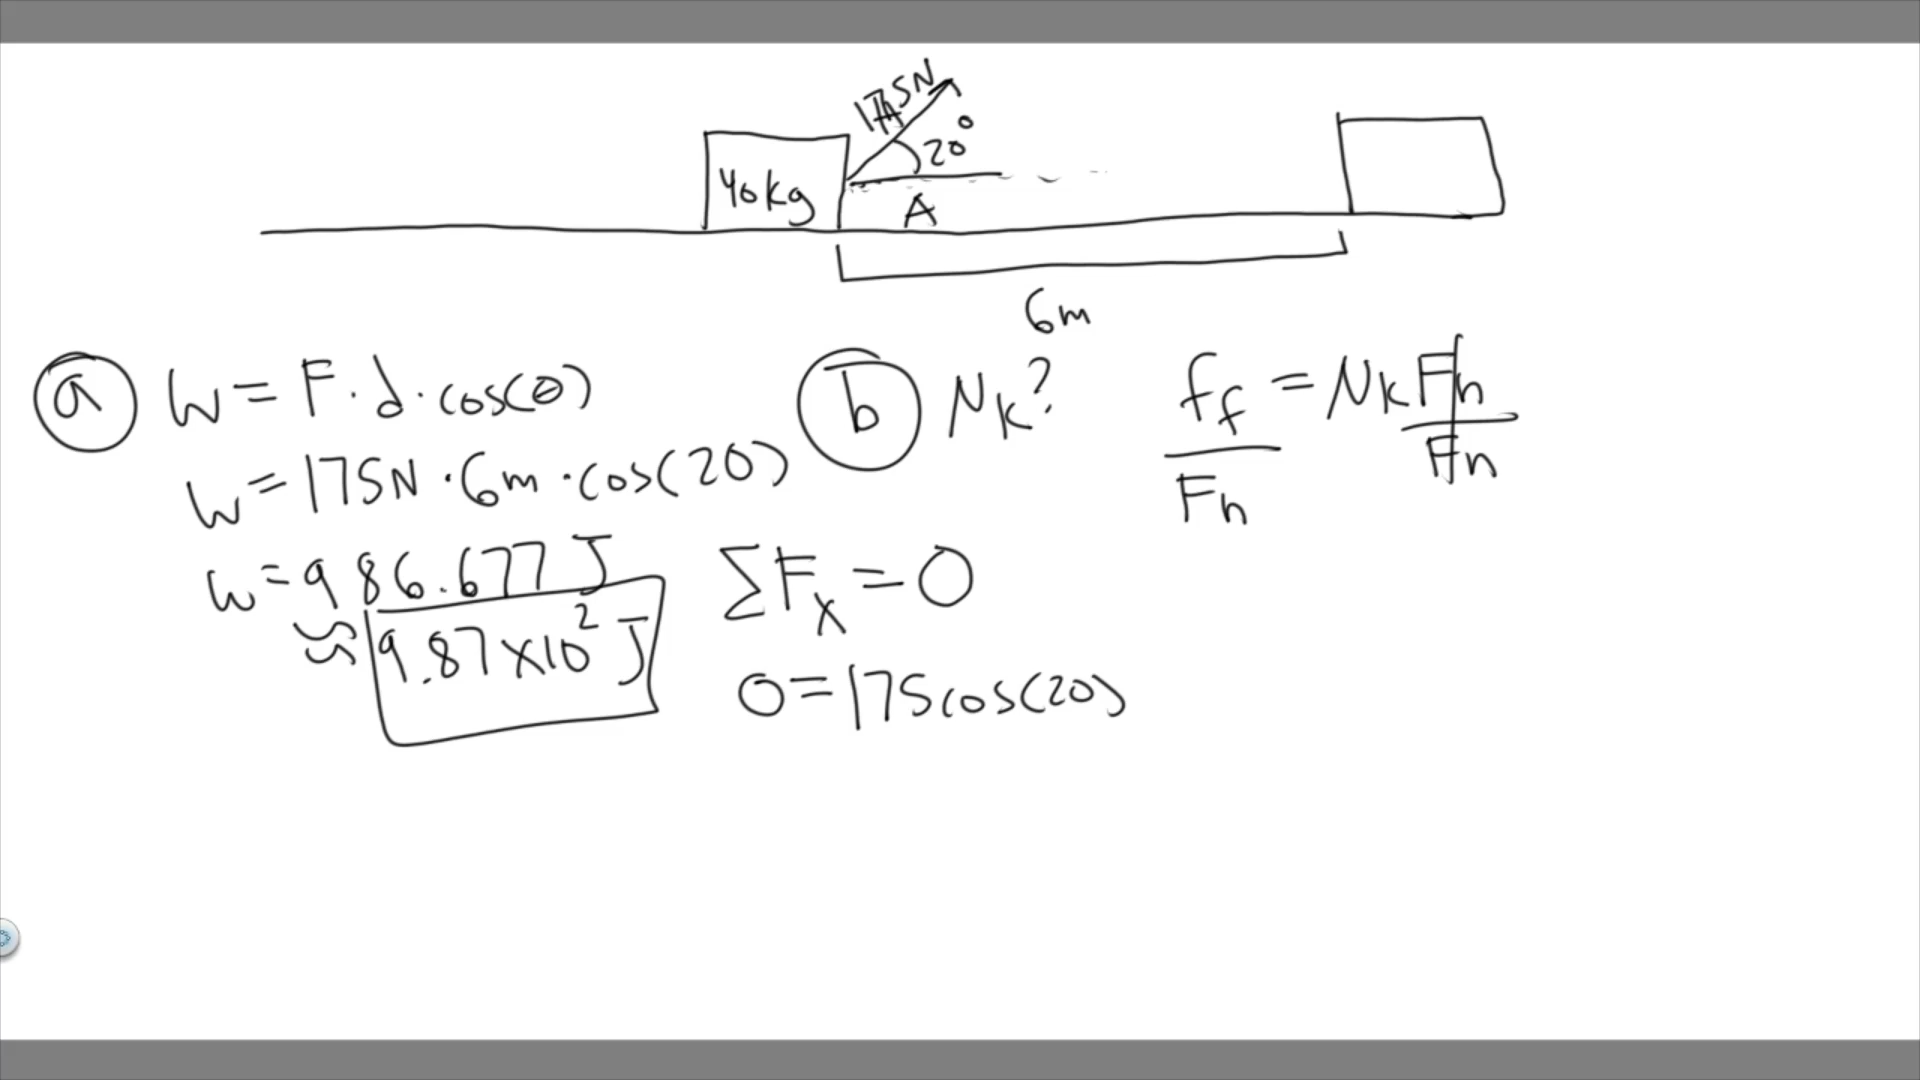 175N
20°
40kg
A
6m
a W = F · d · cos(θ)
W = 175N · 6m · cos(20)
W = 986.677 J
≈ 9.87 x 10² J
b Nk?
ff = Nk Fn
Fn Fn
ΣFx = 0
0 = 175cos(20)